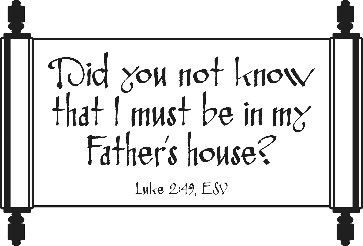 Did you not know
that I must be in my
Father's house?
Luke 2:49, ESV